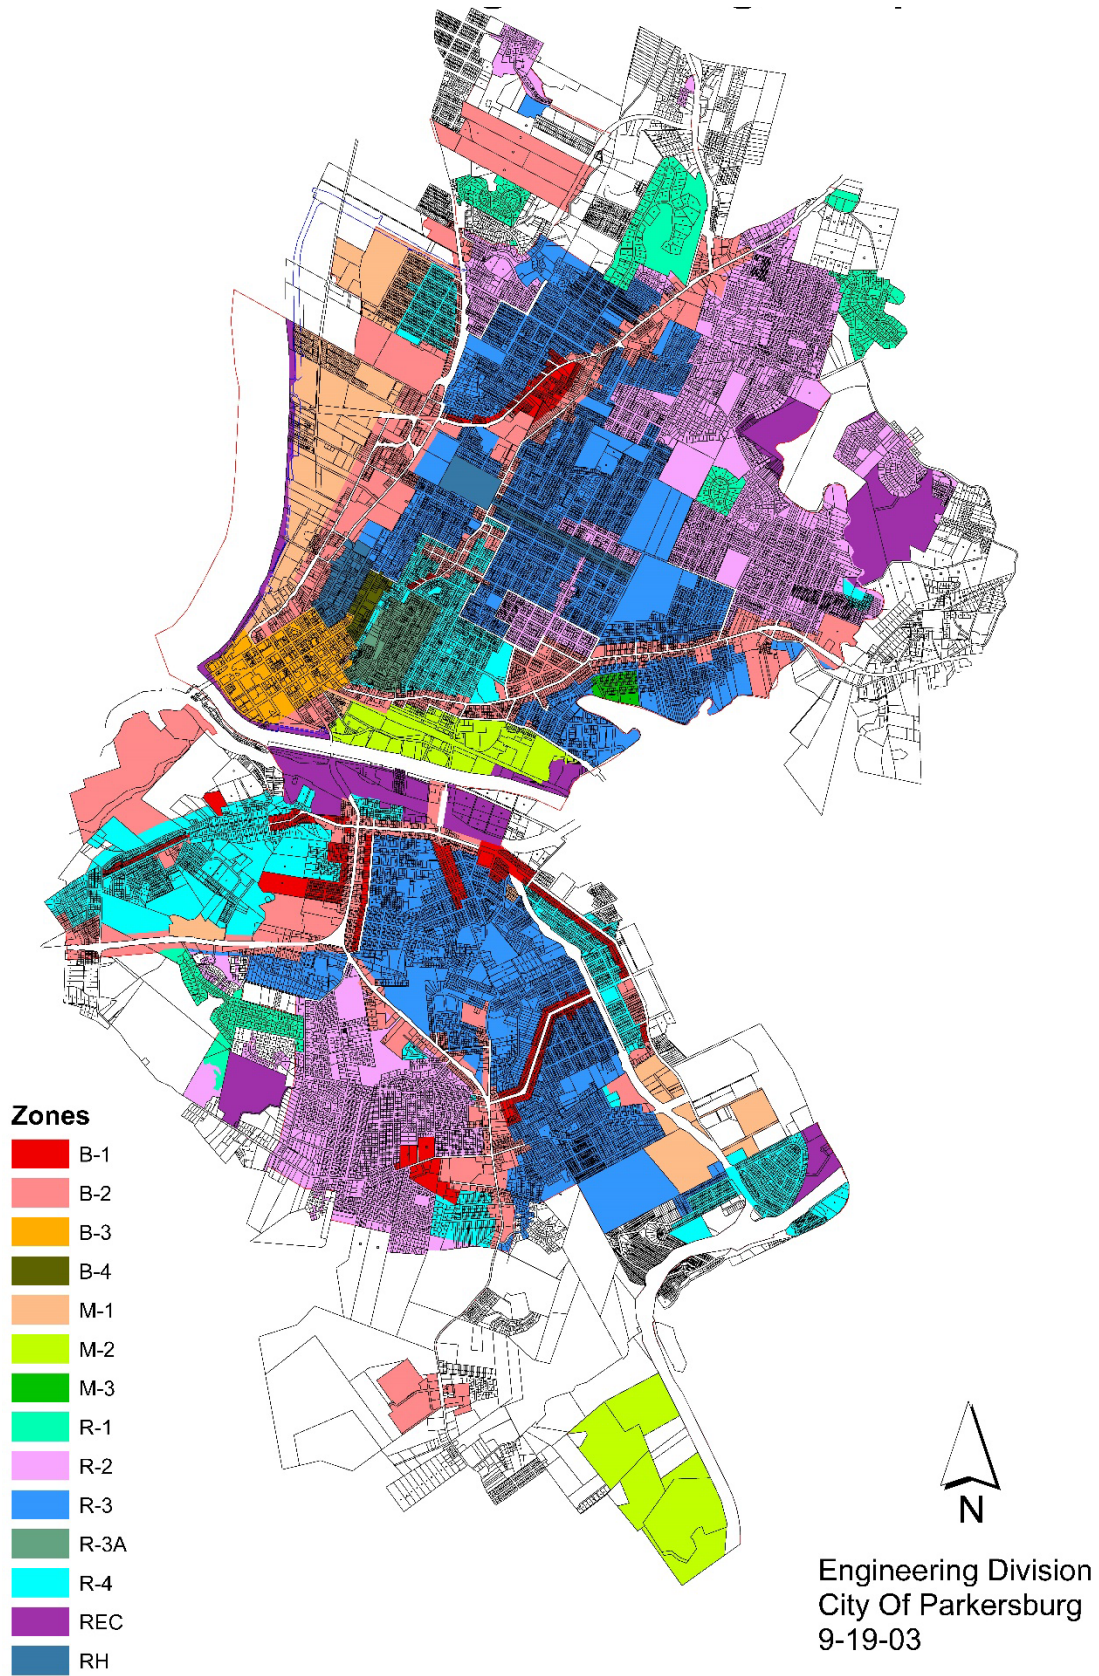 Zones
B-1
B-2
B-3
B-4
M-1
M-2
M-3
R-1
R-2
R-3
R-3A
R-4
REC
RH
N
Engineering Division
City Of Parkersburg
9-19-03